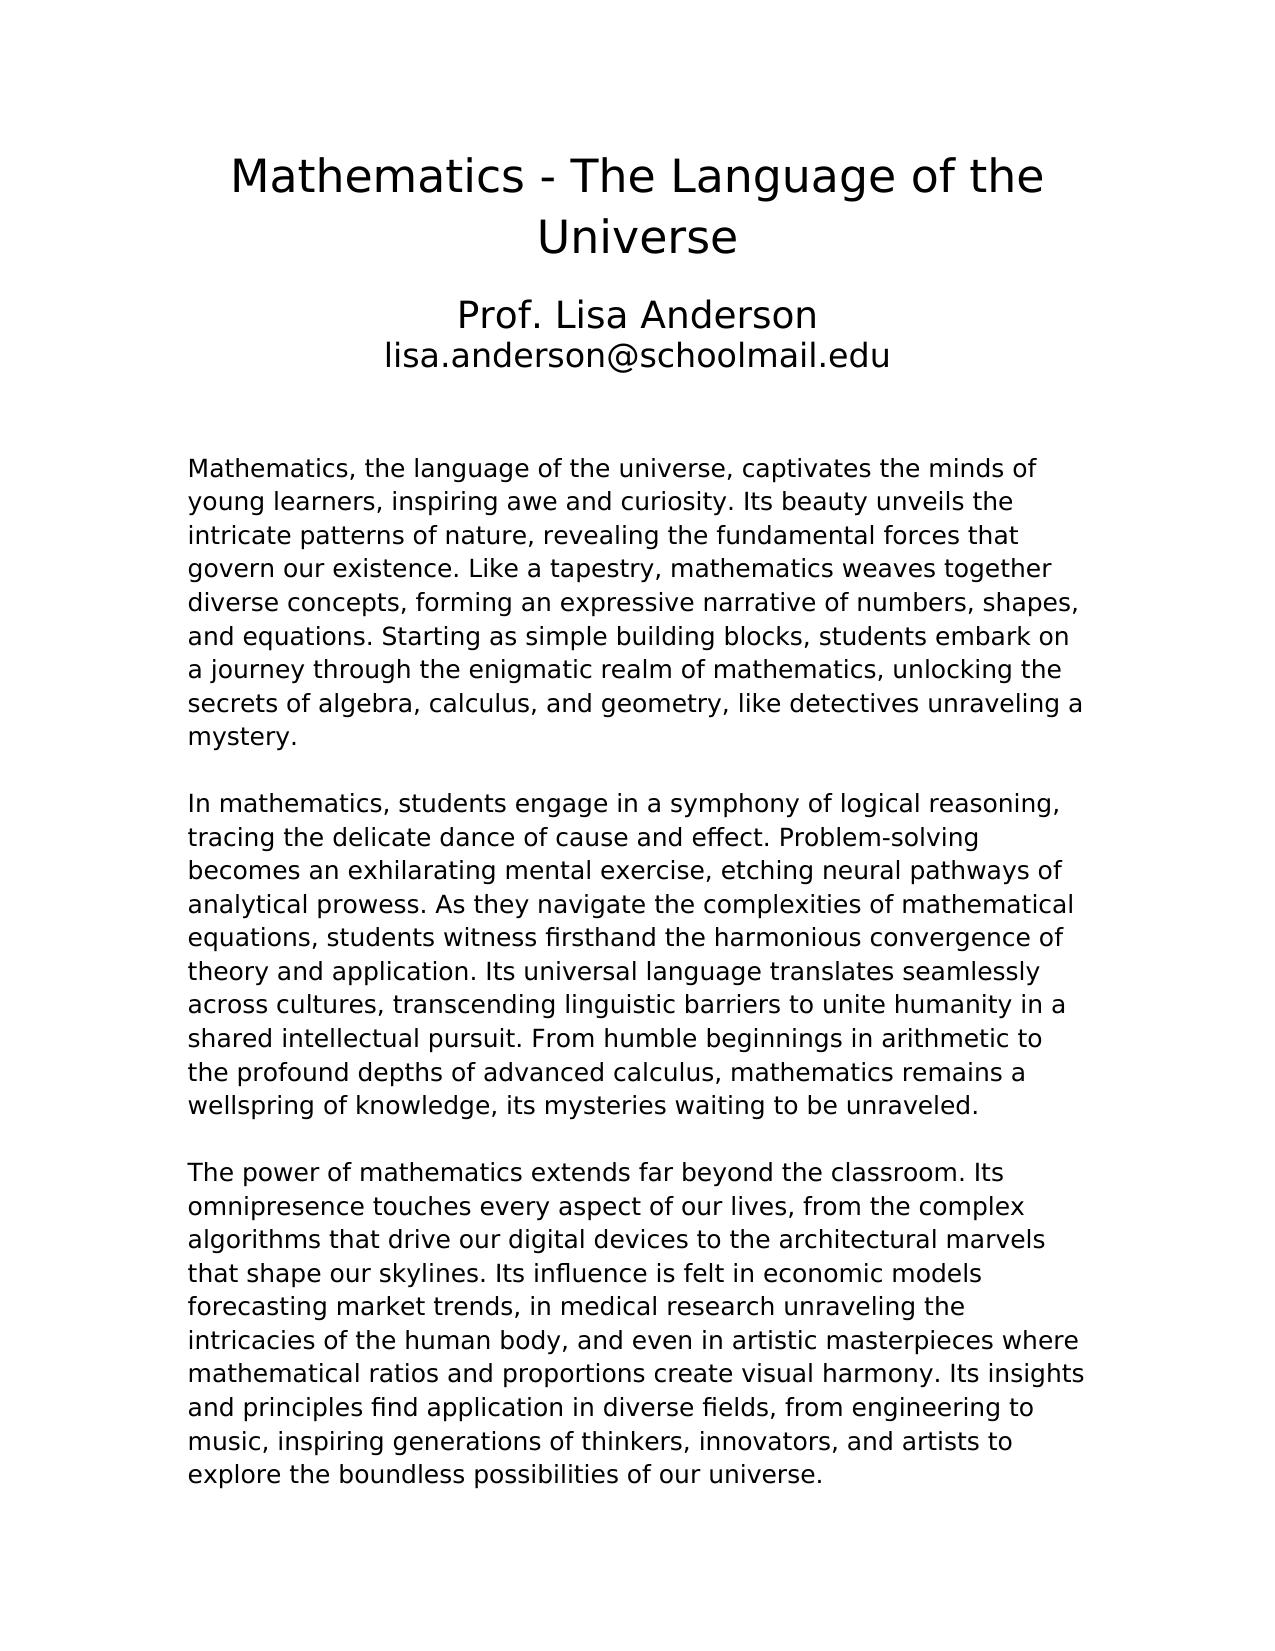 Mathematics - The Language of the
Universe
Prof. Lisa Anderson
lisa.anderson@schoolmail.edu
Mathematics, the language of the universe, captivates the minds of
young learners, inspiring awe and curiosity. Its beauty unveils the
intricate patterns of nature, revealing the fundamental forces that
govern our existence. Like a tapestry, mathematics weaves together
diverse concepts, forming an expressive narrative of numbers, shapes,
and equations. Starting as simple building blocks, students embark on
a journey through the enigmatic realm of mathematics, unlocking the
secrets of algebra, calculus, and geometry, like detectives unraveling a
mystery.
In mathematics, students engage in a symphony of logical reasoning,
tracing the delicate dance of cause and effect. Problem-solving
becomes an exhilarating mental exercise, etching neural pathways of
analytical prowess. As they navigate the complexities of mathematical
equations, students witness firsthand the harmonious convergence of
theory and application. Its universal language translates seamlessly
across cultures, transcending linguistic barriers to unite humanity in a
shared intellectual pursuit. From humble beginnings in arithmetic to
the profound depths of advanced calculus, mathematics remains a
wellspring of knowledge, its mysteries waiting to be unraveled.
The power of mathematics extends far beyond the classroom. Its
omnipresence touches every aspect of our lives, from the complex
algorithms that drive our digital devices to the architectural marvels
that shape our skylines. Its influence is felt in economic models
forecasting market trends, in medical research unraveling the
intricacies of the human body, and even in artistic masterpieces where
mathematical ratios and proportions create visual harmony. Its insights
and principles find application in diverse fields, from engineering to
music, inspiring generations of thinkers, innovators, and artists to
explore the boundless possibilities of our universe.